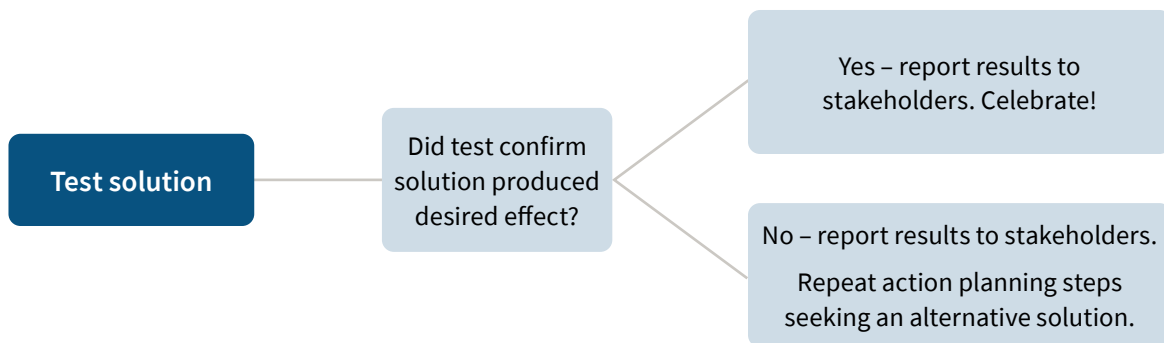 Test solution
Did test confirm
solution produced
desired effect?
Yes – report results to
stakeholders. Celebrate!
No – report results to stakeholders.
Repeat action planning steps
seeking an alternative solution.